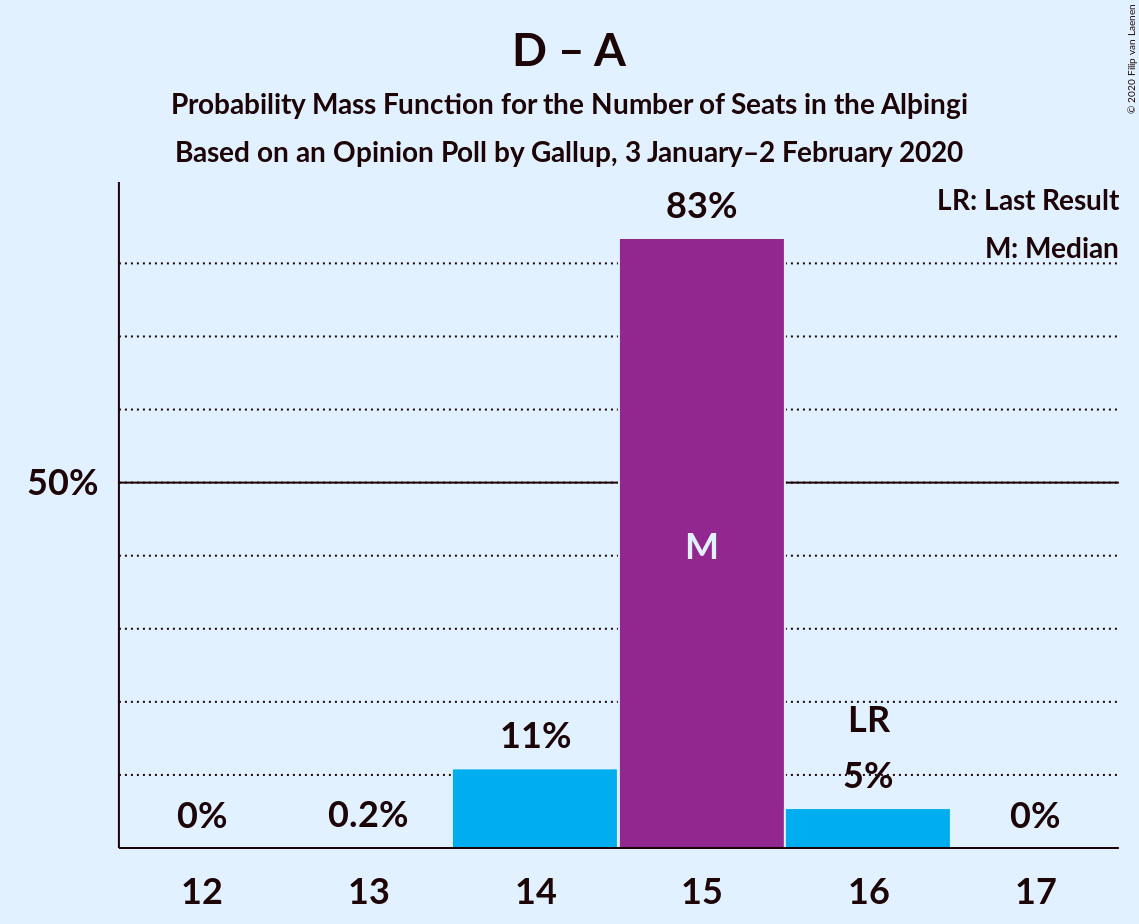 D – A
Probability Mass Function for the Number of Seats in the Alþingi
Based on an Opinion Poll by Gallup, 3 January–2 February 2020
© 2020 Filip van Laenen
LR: Last Result
M: Median
83%
50%
M
LR
11%
5%
0%
0.2%
0%
12
13
14
15
16
17